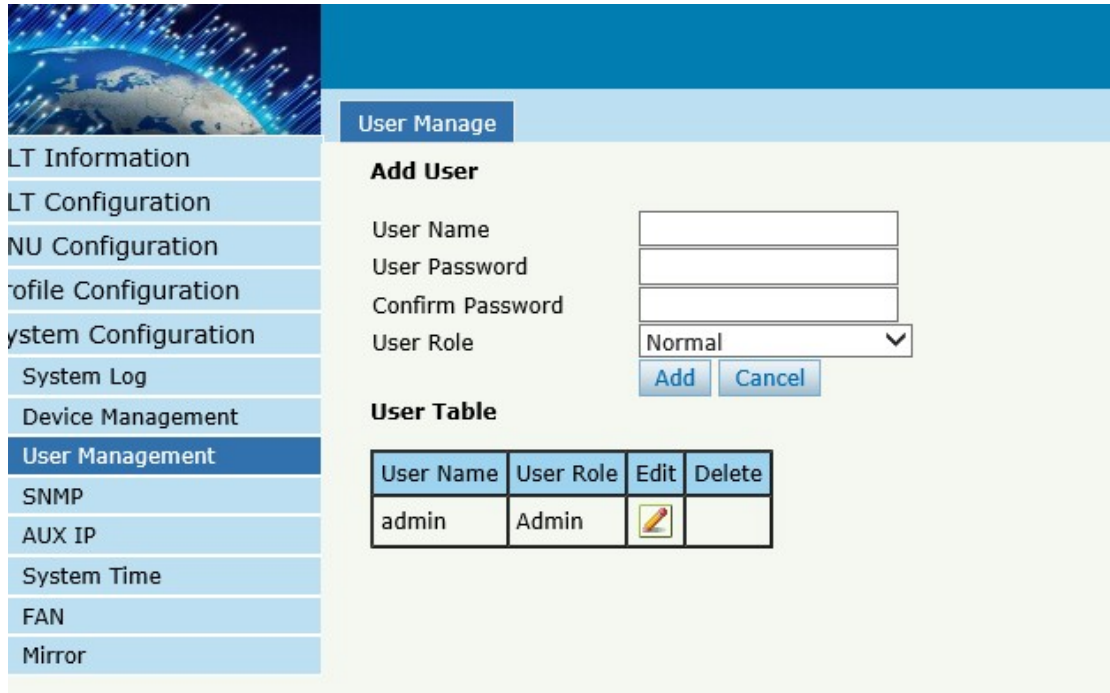 User Manage
LT Information
LT Configuration
NU Configuration
rofile Configuration
ystem Configuration
System Log
Device Management
User Management
SNMP
AUX IP
System Time
FAN
Mirror
Add User
User Name
User Password
Confirm Password
User Role Normal
Add Cancel
User Table
User Name User Role Edit Delete
admin Admin